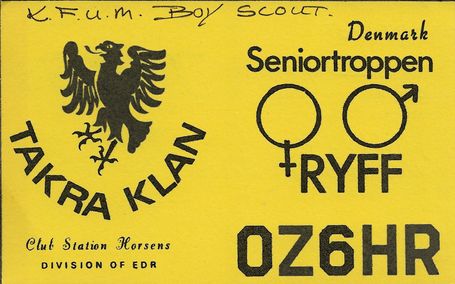 K.F.U.M. BOY SCOUT.
Denmark
Seniortroppen
RYFF
TAKRA KLAN
Club Station Horsens
DIVISION OF EDR
OZ6HR